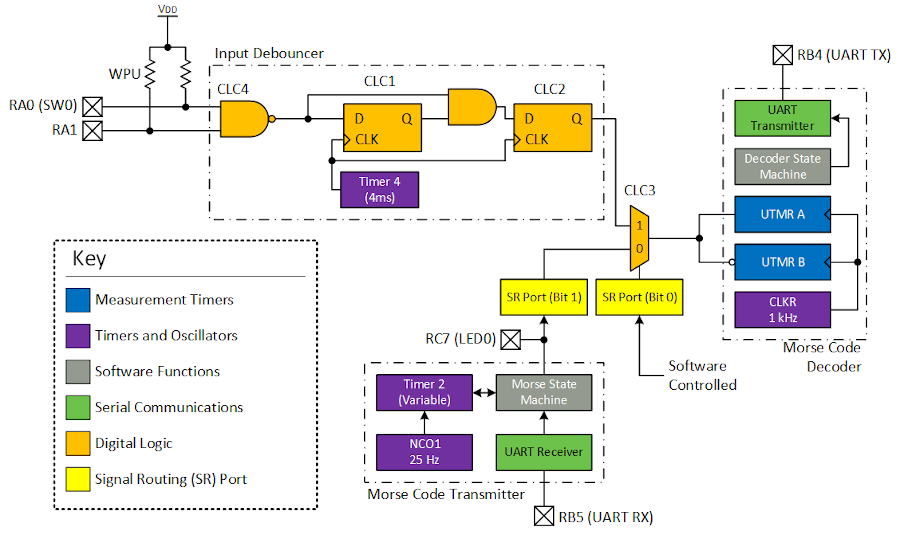 VDD
WPU
RA0 (SW0)
RA1
Input Debouncer
CLC4
CLC1
CLC2
D
Q
CLK
D
Q
CLK
Timer 4
(4ms)
CLC3
1
0
RB4 (UART TX)
UART
Transmitter
Decoder State
Machine
UTMR A
UTMR B
CLKR
1 kHz
Morse Code
Decoder
SR Port (Bit 1)
SR Port (Bit 0)
RC7 (LED0)
Software
Controlled
Timer 2
(Variable)
Morse State
Machine
NCO1
25 Hz
UART Receiver
Morse Code Transmitter
RB5 (UART RX)
Key
Measurement Timers
Timers and Oscillators
Software Functions
Serial Communications
Digital Logic
Signal Routing (SR) Port